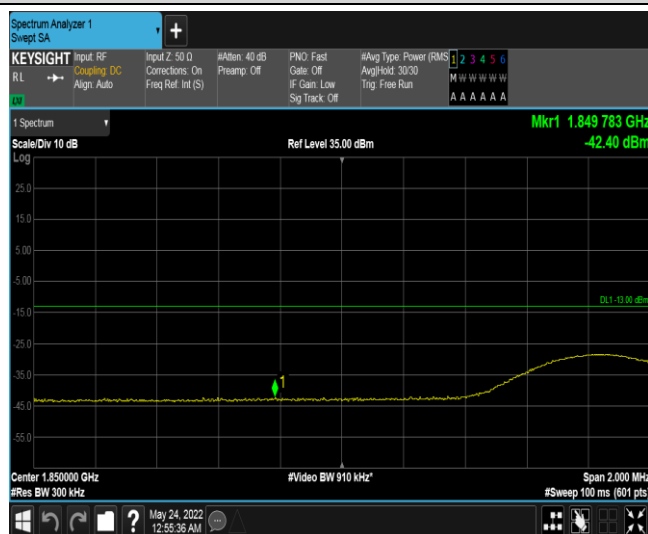 Spectrum Analyzer 1
Swept SA
+
KEYSIGHT
RL
Input: RF
Coupling: DC
Align: Auto
Input Z: 50 Ω
Corrections: On
Freq Ref: Int (S)
#Atten: 40 dB
Preamp: Off
PNO: Fast
Gate: Off
IF Gain: Low
Sig Track: Off
#Avg Type: Power (RMS
Avg|Hold: 30/30
Trig: Free Run
1 2 3 4 5 6
M W W W W W
A A A A A A
1 Spectrum
Mkr1 1.849 783 GHz
Scale/Div 10 dB
Ref Level 35.00 dBm
-42.40 dBm
Log
25.0
15.0
5.00
-5.00
DL1 -13.00 dBm
-15.0
-25.0
-35.0
1
-45.0
-55.0
Center 1.850000 GHz
#Video BW 910 kHz*
Span 2.000 MHz
#Res BW 300 kHz
#Sweep 100 ms (601 pts)
?
May 24, 2022
12:55:36 AM